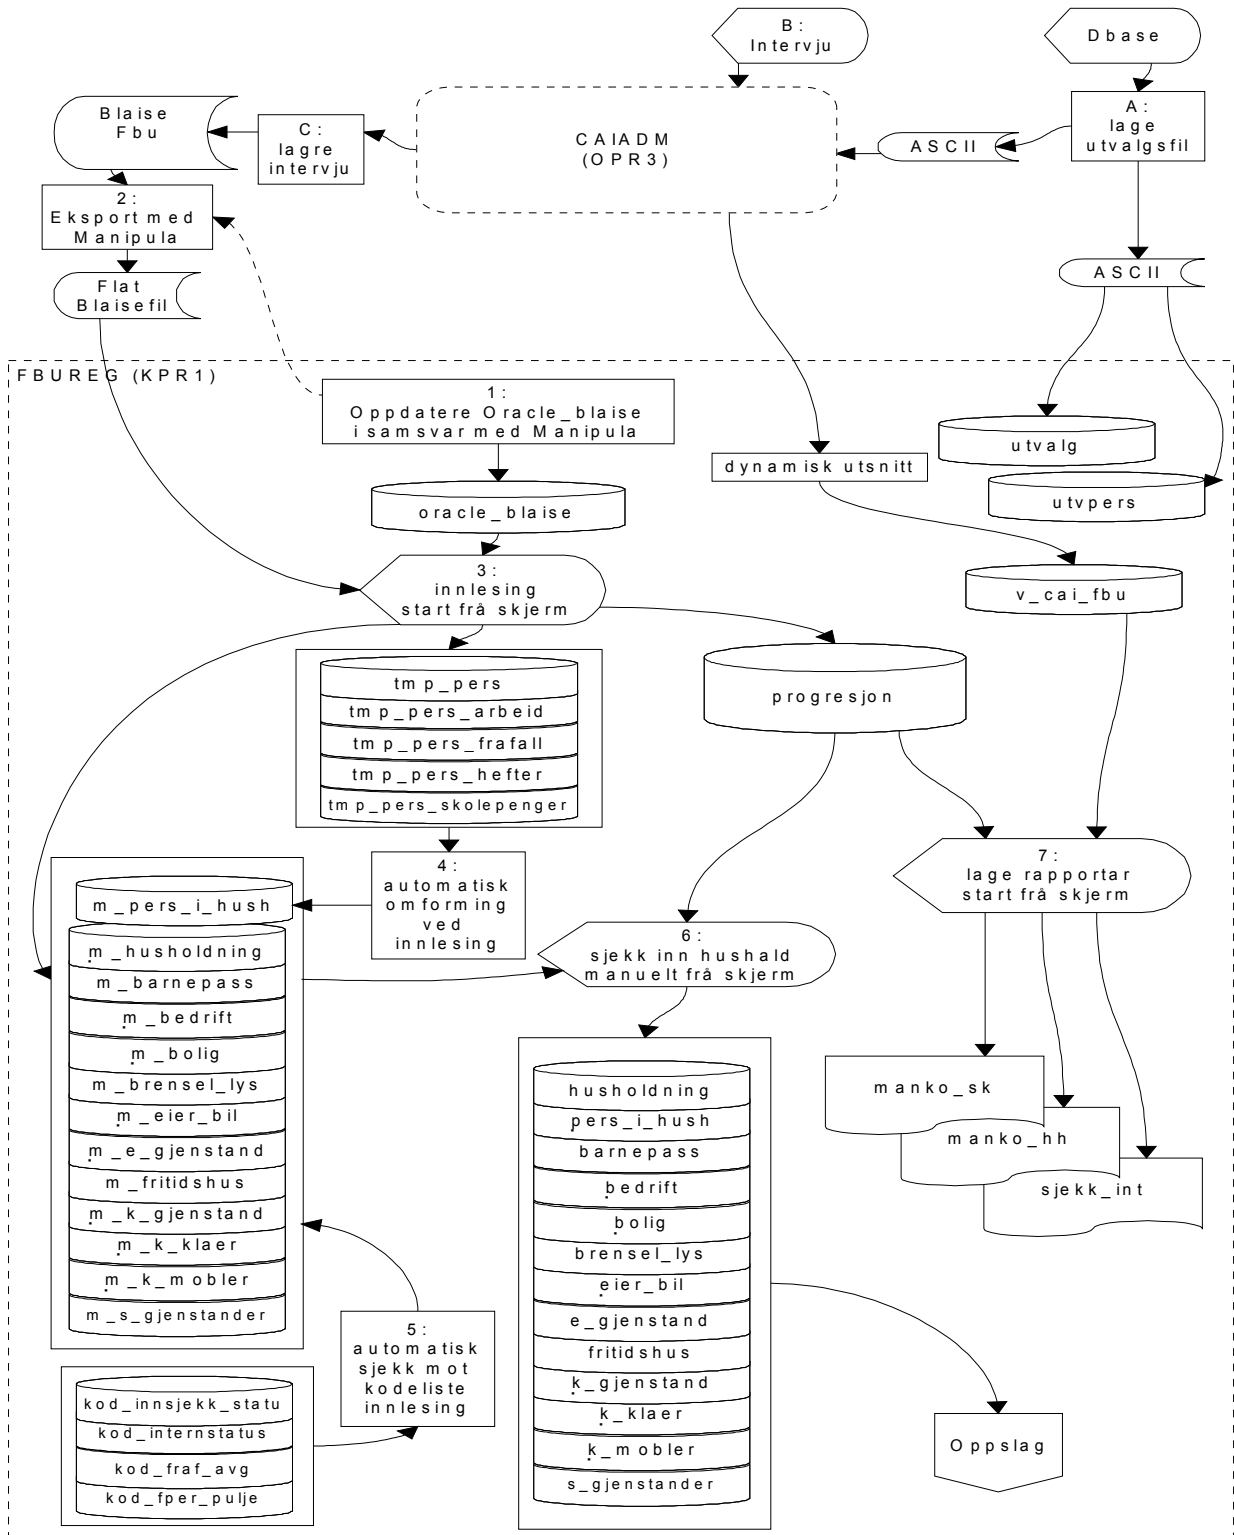 B:
Intervju
Dbase
Blaise
Fbu
C:
lagre
intervju
CAIADM
(OPR3)
ASCII
A:
lage
utvalgsfil
2:
Eksport med
Manipula
Flat
Blaisefil
ASCII
FBUREG (KPR1)
1:
Oppdatere Oracle_blaise
i samsvar med Manipula
utvalg
dynamisk utsnitt
utvpers
oracle_blaise
3:
innlesing
start frå skjerm
v_cai_fbu
tmp_pers
tmp_pers_arbeid
tmp_pers_frafall
tmp_pers_hefter
tmp_pers_skolepenger
progresjon
4:
automatisk
omforming
ved
innlesing
7:
lage rapportar
start frå skjerm
m_pers_i_hush
m_husholdning
m_barnepass
m_bedrift
m_bolig
m_brensel_lys
m_eier_bil
m_e_gjenstand
m_fritidshus
m_k_gjenstand
m_k_klaer
m_k_mobler
m_s_gjenstander
6:
sjekk inn hushald
manuelt frå skjerm
husholdning
pers_i_hush
barnepass
bedrift
bolig
brensel_lys
eier_bil
e_gjenstand
fritidshus
k_gjenstand
k_klaer
k_mobler
s_gjenstander
manko_sk
manko_hh
sjekk_int
5:
automatisk
sjekk mot
kodeliste
innlesing
kod_innsjekk_statu
kod_internstatus
kod_fraf_avg
kod_fper_pulje
Oppslag